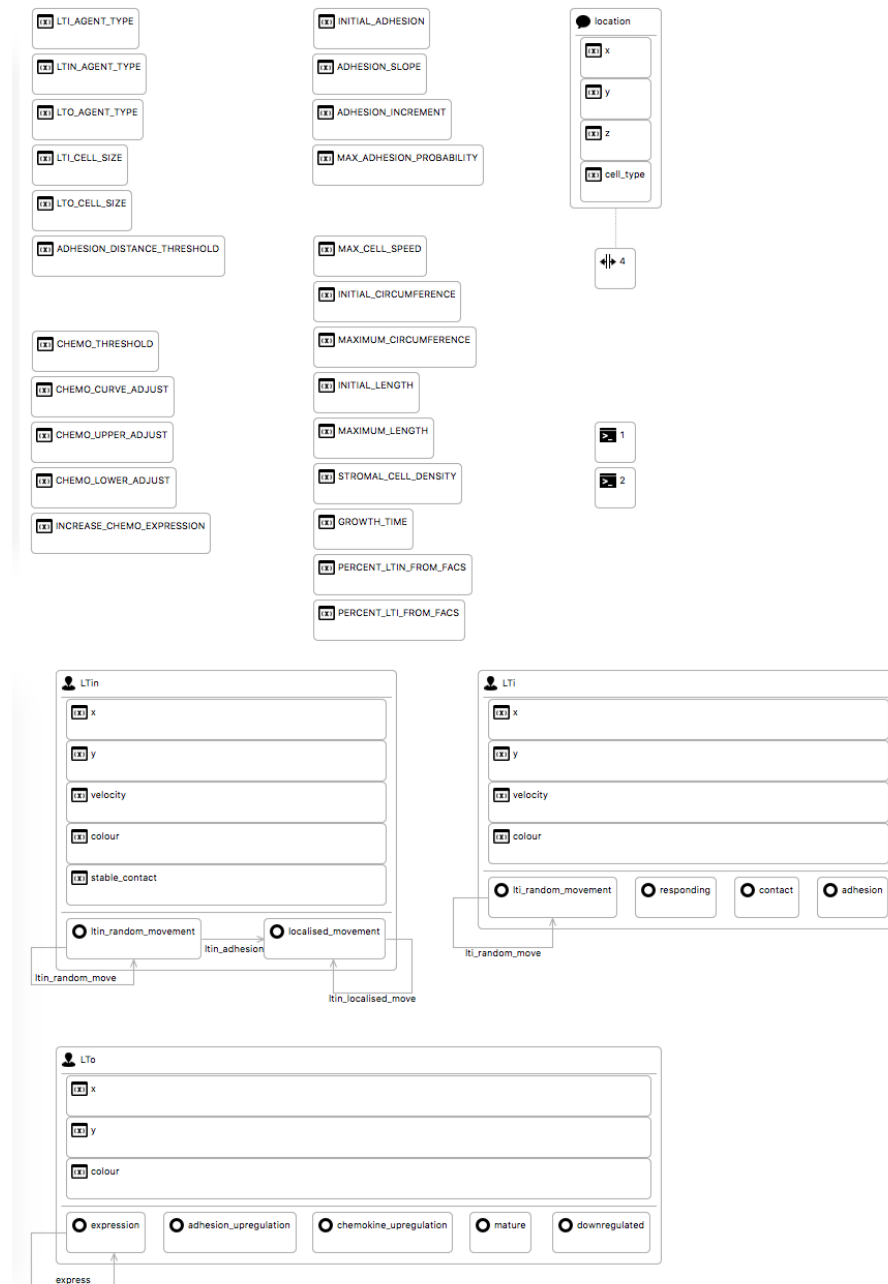 LTI_AGENT_TYPE
LTIN_AGENT_TYPE
LTO_AGENT_TYPE
LTI_CELL_SIZE
LTO_CELL_SIZE
ADHESION_DISTANCE_THRESHOLD
CHEMO_THRESHOLD
CHEMO_CURVE_ADJUST
CHEMO_UPPER_ADJUST
CHEMO_LOWER_ADJUST
INCREASE_CHEMO_EXPRESSION
INITIAL_ADHESION
ADHESION_SLOPE
ADHESION_INCREMENT
MAX_ADHESION_PROBABILITY
MAX_CELL_SPEED
INITIAL_CIRCUMFERENCE
MAXIMUM_CIRCUMFERENCE
INITIAL_LENGTH
MAXIMUM_LENGTH
STROMAL_CELL_DENSITY
GROWTH_TIME
PERCENT_LTIN_FROM_FACS
PERCENT_LTI_FROM_FACS
location
x
y
z
cell_type
4
1
2
LTin
x
y
velocity
colour
stable_contact
ltin_random_movement
localised_movement
ltin_adhesion
ltin_random_move
ltin_localised_move
LTi
x
y
velocity
colour
lti_random_movement
responding
contact
adhesion
lti_random_move
LTo
x
y
colour
expression
adhesion_upregulation
chemokine_upregulation
mature
downregulated
express